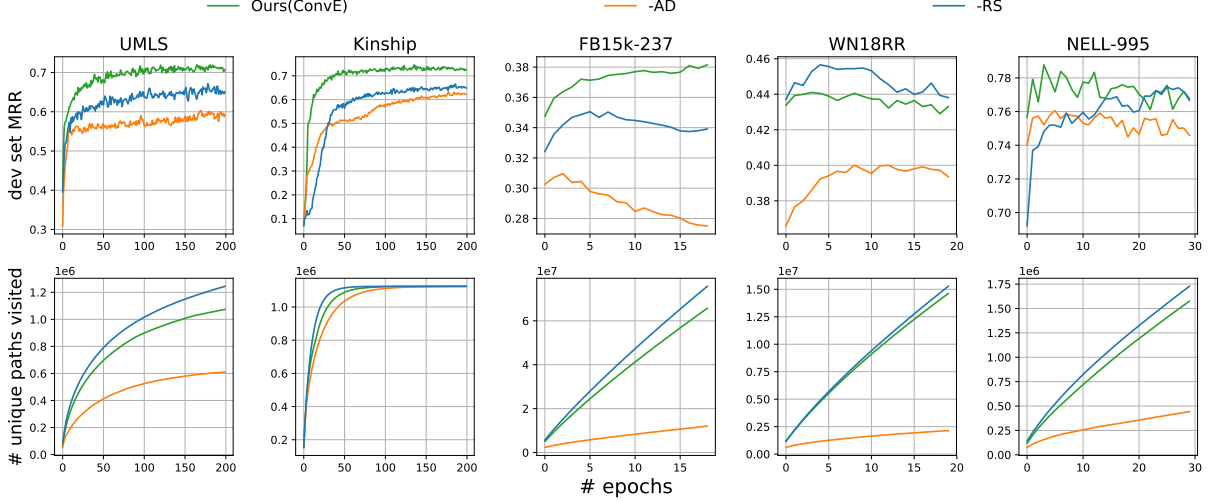 Ours(ConvE) -AD -RS
UMLS Kinship FB15k-237 WN18RR NELL-995
dev set MRR
0.7
0.6
0.5
0.4
0.3
0 50 100 150 200
0.7
0.6
0.5
0.4
0.3
0.2
0.1
0 50 100 150 200
0.38
0.36
0.34
0.32
0.30
0.28
0 5 10 15
0.46
0.44
0.42
0.40
0.38
0 5 10 15 20
0.78
0.76
0.74
0.72
0.70
0 10 20 30
# unique paths visited
1e6
1.2
1.0
0.8
0.6
0.4
0.2
0.0
0 50 100 150 200
1e6
1.0
0.8
0.6
0.4
0.2
0 50 100 150 200
1e7
6
4
2
0
0 5 10 15
1e7
1.50
1.25
1.00
0.75
0.50
0.25
0.00
0 5 10 15 20
1e6
1.75
1.50
1.25
1.00
0.75
0.50
0.25
0.00
0 10 20 30
# epochs